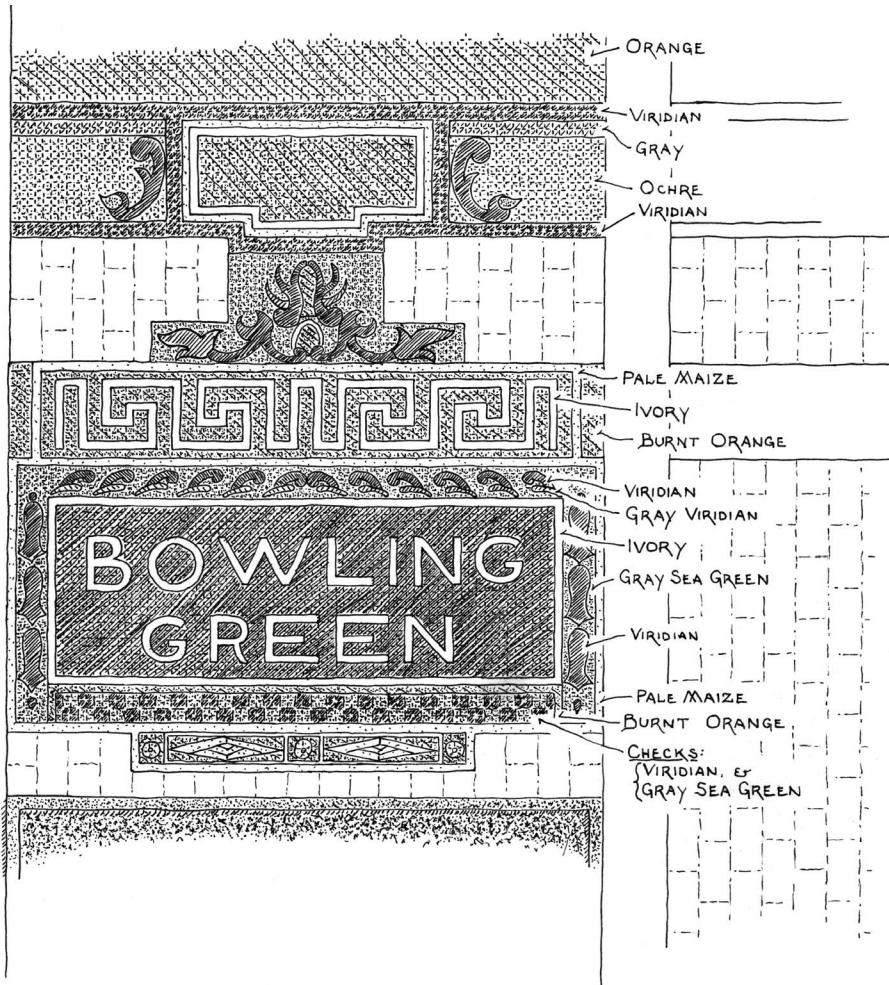 ORANGE
VIRIDIAN
GRAY
OCHRE
VIRIDIAN
PALE MAIZE
IVORY
BURNT ORANGE
VIRIDIAN
GRAY VIRIDIAN
IVORY
GRAY SEA GREEN
VIRIDIAN
PALE MAIZE
BURNT ORANGE
CHECKS:
{VIRIDIAN, &
{GRAY SEA GREEN
BOWLING
GREEN